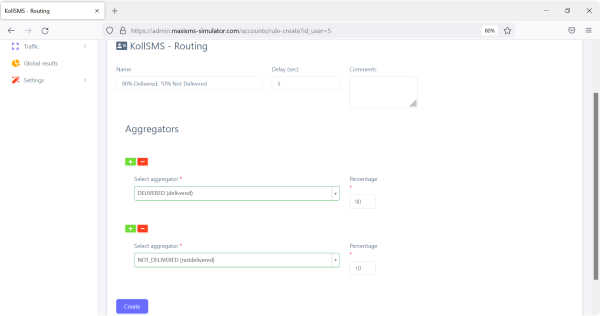 KollSMS - Routing
https://admin.maxisms-simulator.com/accounts/rule-create?id_user=5
80%
Traffic
Global results
Settings
KollSMS - Routing
Name
Delay (sec)
Comments
90% Delivered, 10% Not Delivered
5
Aggregators
+ −
Select aggregator *
Percentage
*
DELIVERED (delivered)
90
+ −
Select aggregator *
Percentage
*
NOT_DELIVERED (notdelivered)
10
Create